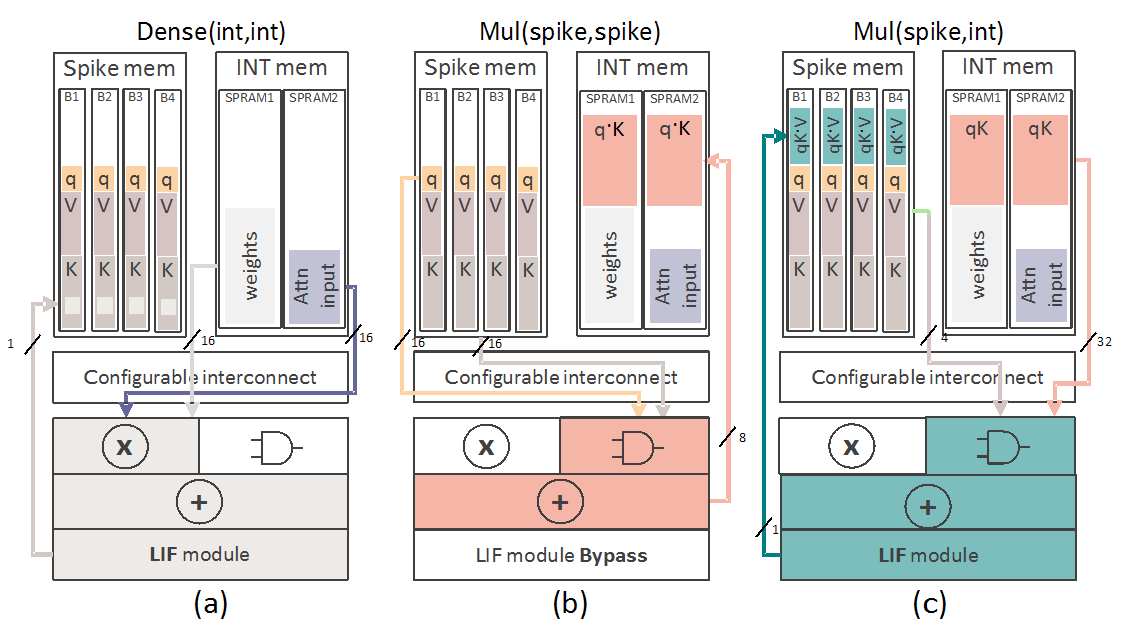 Dense(int,int)
Spike mem
INT mem
B1 B2 B3 B4
SPRAM1 SPRAM2
q q q q
V V V V
K K K K
weights
Attn input
1
16
16
Configurable interconnect
x
+
LIF module
(a)
Mul(spike,spike)
Spike mem
INT mem
B1 B2 B3 B4
SPRAM1 SPRAM2
q·K q·K
q q q q
V V V V
K K K K
weights
Attn input
16
16
8
Configurable interconnect
x
+
LIF module Bypass
(b)
Mul(spike,int)
Spike mem
INT mem
B1 B2 B3 B4
SPRAM1 SPRAM2
qK·V qK·V qK·V qK·V
qK qK
q q q q
V V V V
K K K K
weights
Attn input
4
32
1
Configurable interconnect
x
+
LIF module
(c)